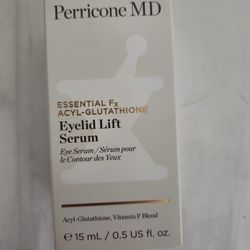 Perricone MD
ESSENTIAL Fx
ACYL-GLUTATHIONE
Eyelid Lift
Serum
Eye Serum / Sérum pour
le Contour des Yeux
Acyl-Glutathione, Vitamin F Blend
℮ 15 mL / 0.5 US fl. oz.